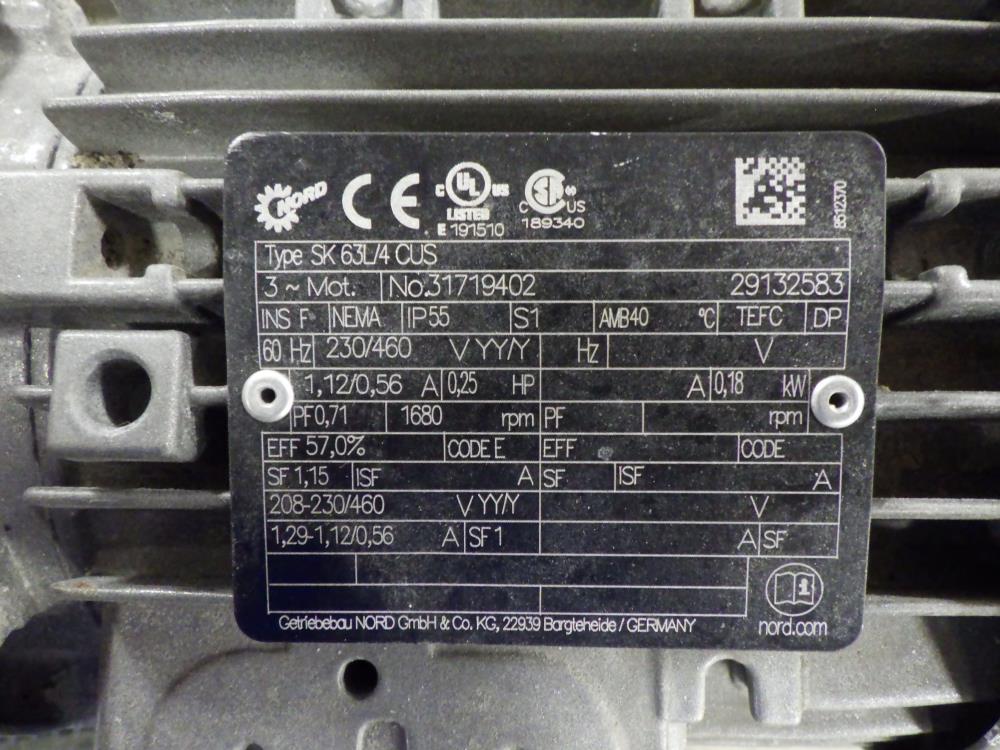 NORD CE C UL US
LISTED
E 191510
C US
189340
8612370
Type SK 63L/4 CUS
3 ~ Mot. No.31719402 29132583
INS F NEMA IP55 S1 AMB40 °C TEFC DP
60 Hz 230/460 V YY/Y Hz V
1,12/0,56 A 0,25 HP A 0,18 kW
PF 0,71 1680 rpm PF rpm
EFF 57,0% CODE E EFF CODE
SF 1,15 ISF A SF ISF A
208-230/460 V YY/Y V
1,29-1,12/0,56 A SF 1 A SF
Getriebebau NORD GmbH & Co. KG, 22939 Bargteheide / GERMANY
nord.com